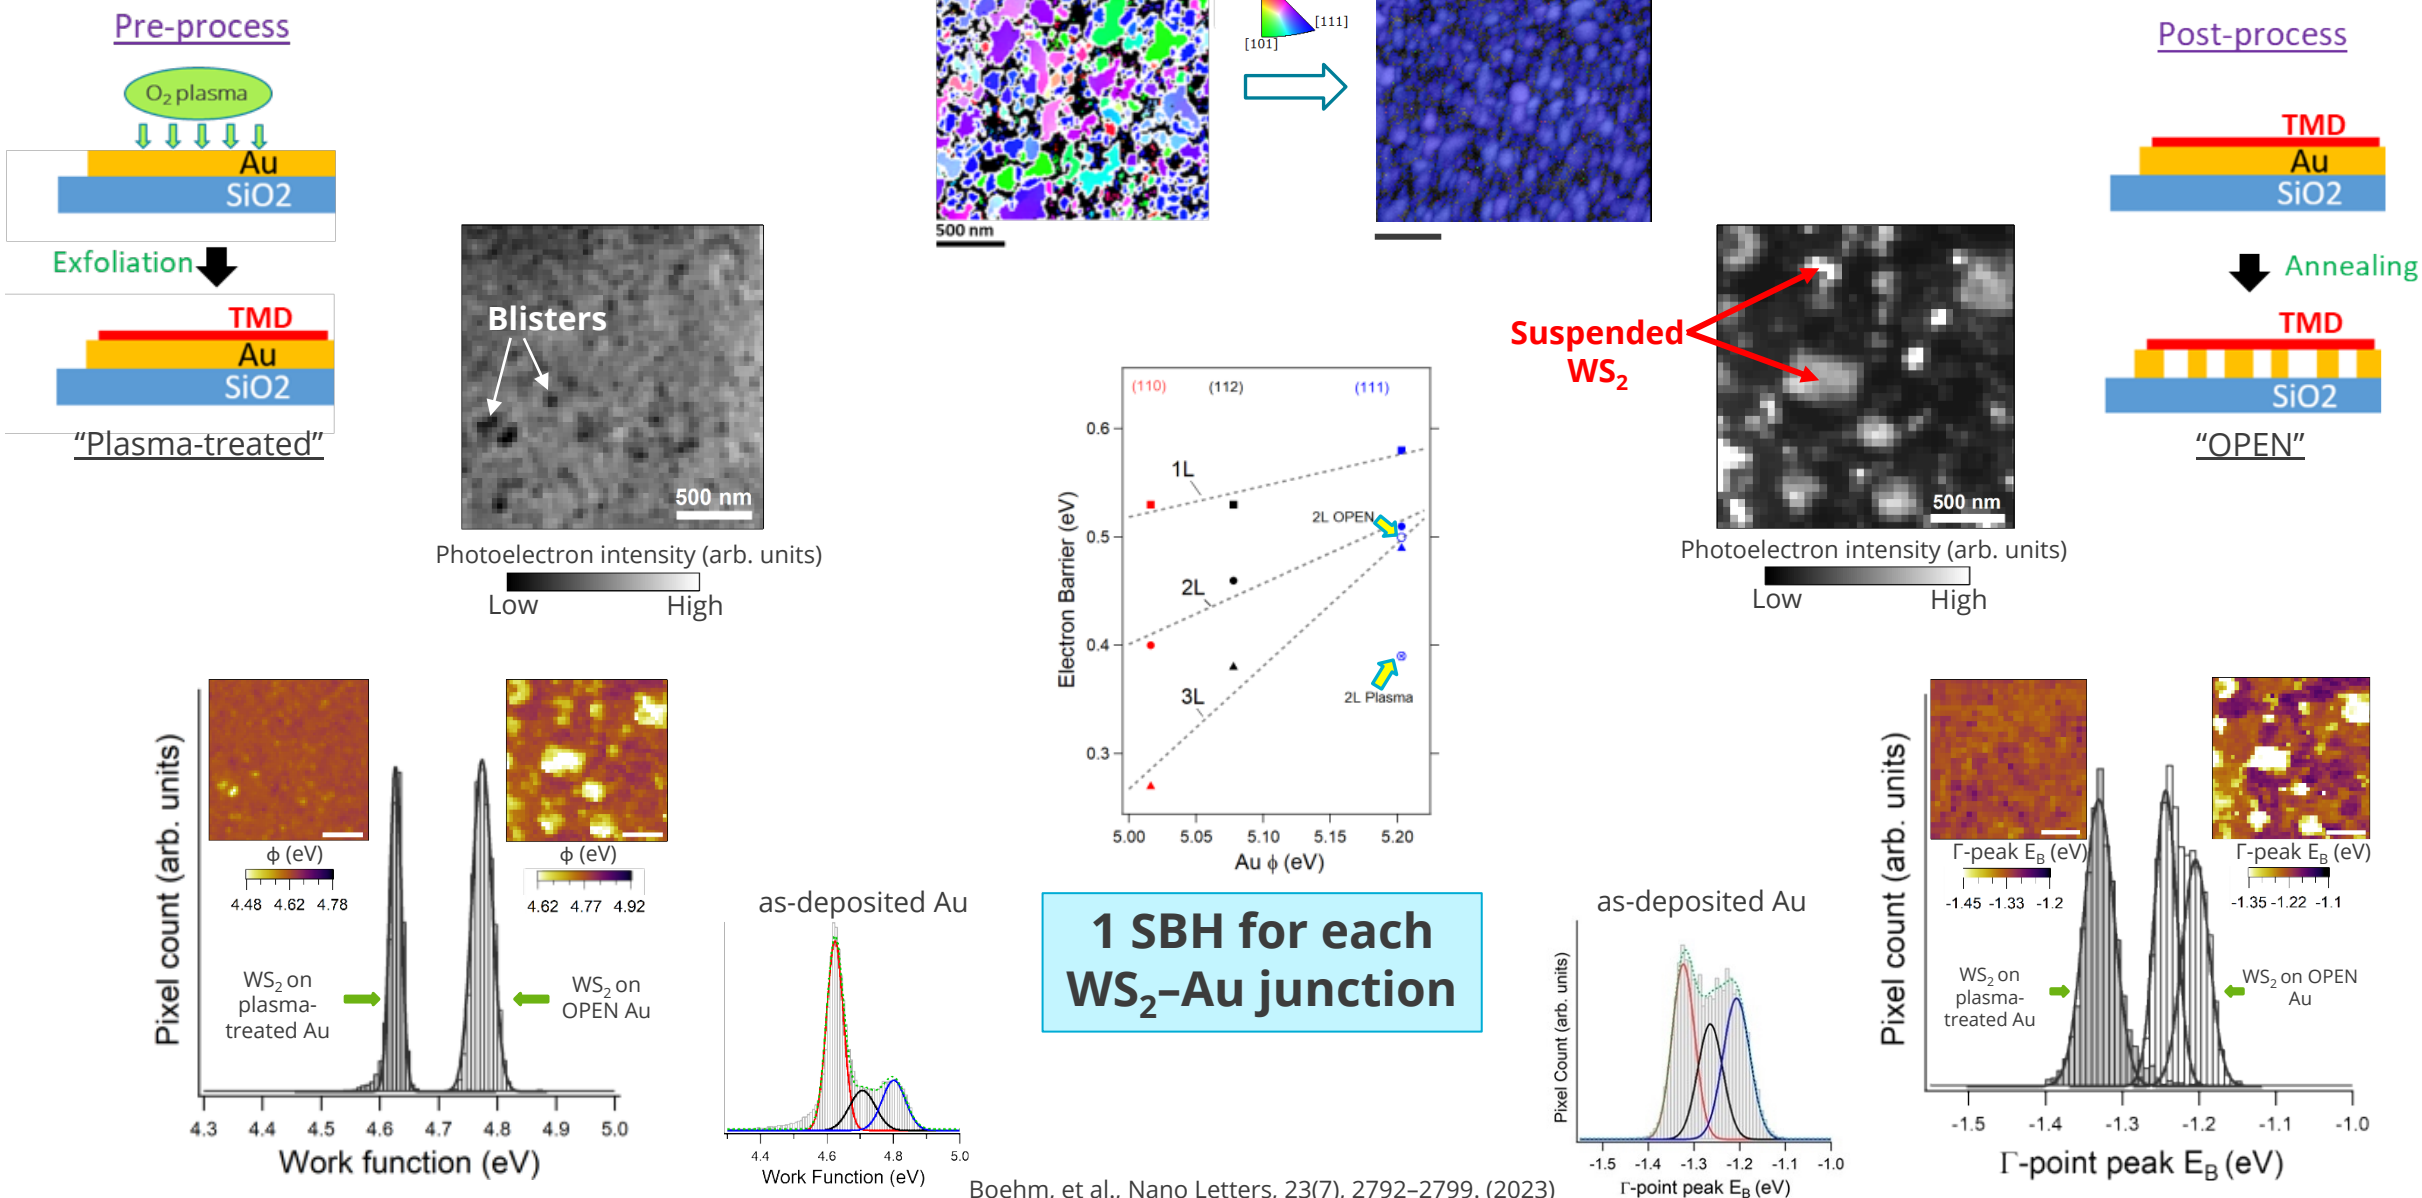 Pre-process
O2 plasma
Au
SiO2
Exfoliation
TMD
Au
SiO2
“Plasma-treated”
Blisters
500 nm
Photoelectron intensity (arb. units)
Low
High
500 nm
[111]
[101]
Post-process
TMD
Au
SiO2
Annealing
TMD
SiO2
“OPEN”
Suspended
WS2
500 nm
Photoelectron intensity (arb. units)
Low
High
(110)
(112)
(111)
0.6
0.5
0.4
0.3
Electron Barrier (eV)
1L
2L
3L
2L OPEN
2L Plasma
5.00
5.05
5.10
5.15
5.20
Au ϕ (eV)
1 SBH for each
WS2–Au junction
Pixel count (arb. units)
ϕ (eV)
4.48 4.62 4.78
ϕ (eV)
4.62 4.77 4.92
WS2 on
plasma-
treated Au
WS2 on
OPEN Au
4.3 4.4 4.5 4.6 4.7 4.8 4.9 5.0
Work function (eV)
as-deposited Au
4.4 4.6 4.8 5.0
Work Function (eV)
as-deposited Au
Pixel Count (arb. units)
-1.5 -1.4 -1.3 -1.2 -1.1 -1.0
Γ-point peak EB (eV)
Pixel count (arb. units)
Γ-peak EB (eV)
-1.45 -1.33 -1.2
Γ-peak EB (eV)
-1.35 -1.22 -1.1
WS2 on
plasma-
treated Au
WS2 on OPEN
Au
-1.5 -1.4 -1.3 -1.2 -1.1 -1.0
Γ-point peak EB (eV)
Boehm, et al., Nano Letters, 23(7), 2792–2799. (2023)